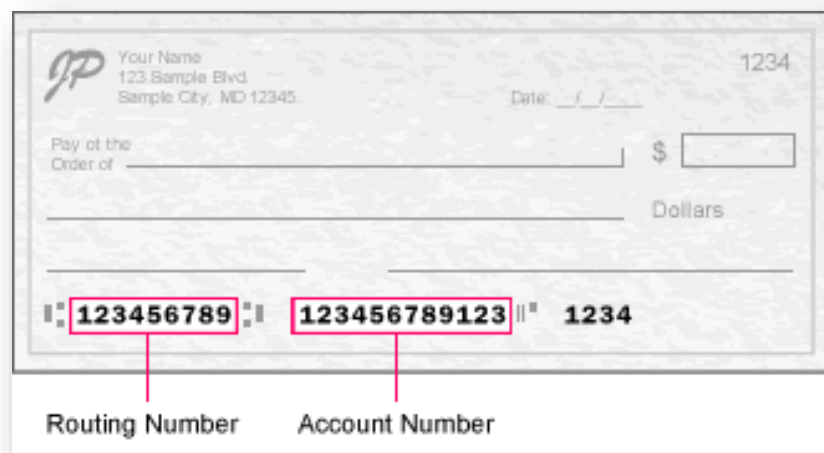 JP
Your Name
1234
123 Sample Blvd.
Sample City, MD 12345
Date: __/__/____
Pay ot the
Order of
$
Dollars
⑆123456789⑆ 123456789123⑈ 1234
Routing Number Account Number